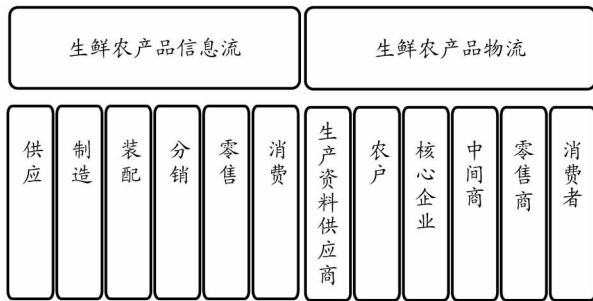 生鲜农产品信息流
生鲜农产品物流
供应
制造
装配
分销
零售
消费
生产资料供应商
农户
核心企业
中间商
零售商
消费者